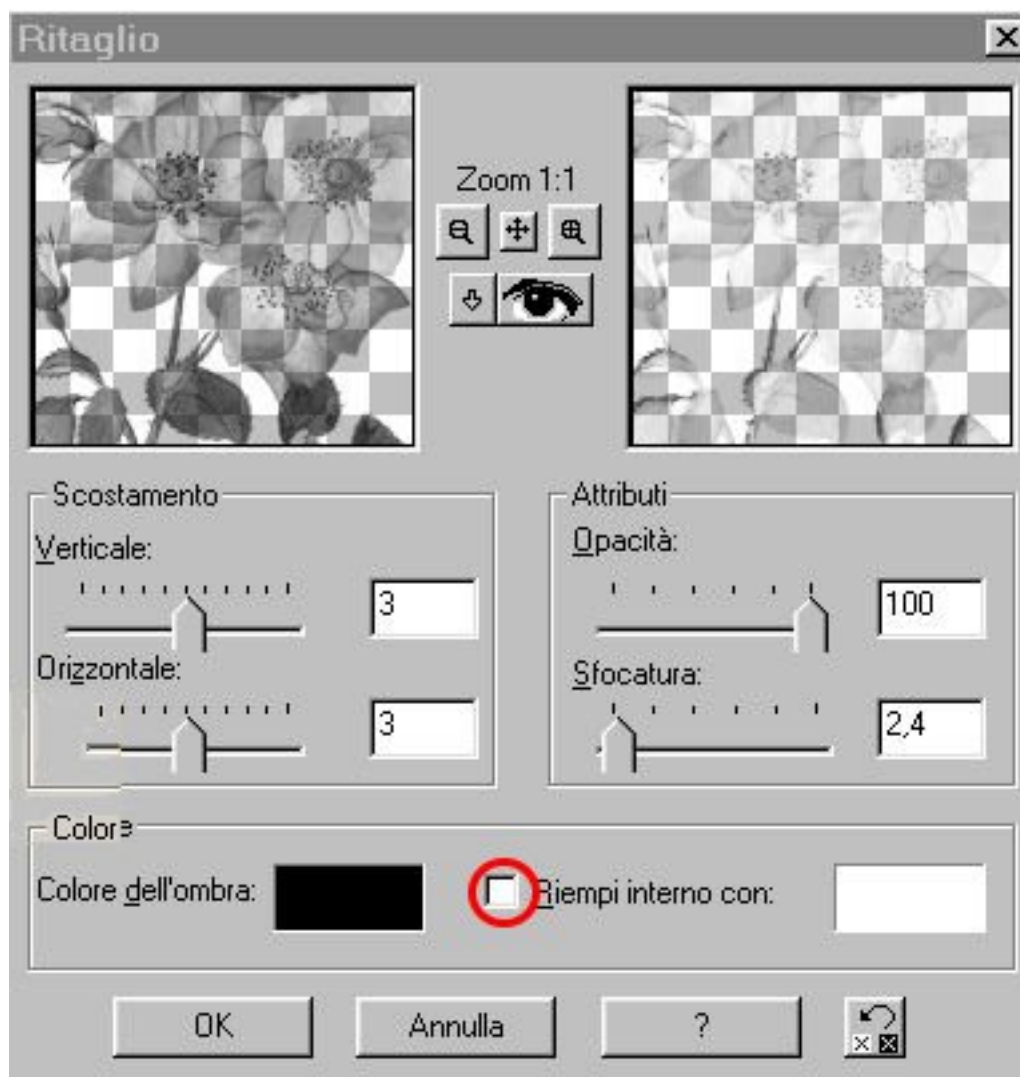 Ritaglio
Zoom 1:1
Scostamento
Verticale:
3
Orizzontale:
3
Attributi
Opacità:
100
Sfocatura:
2,4
Colore
Colore dell'ombra:
Riempi interno con:
OK
Annulla
?